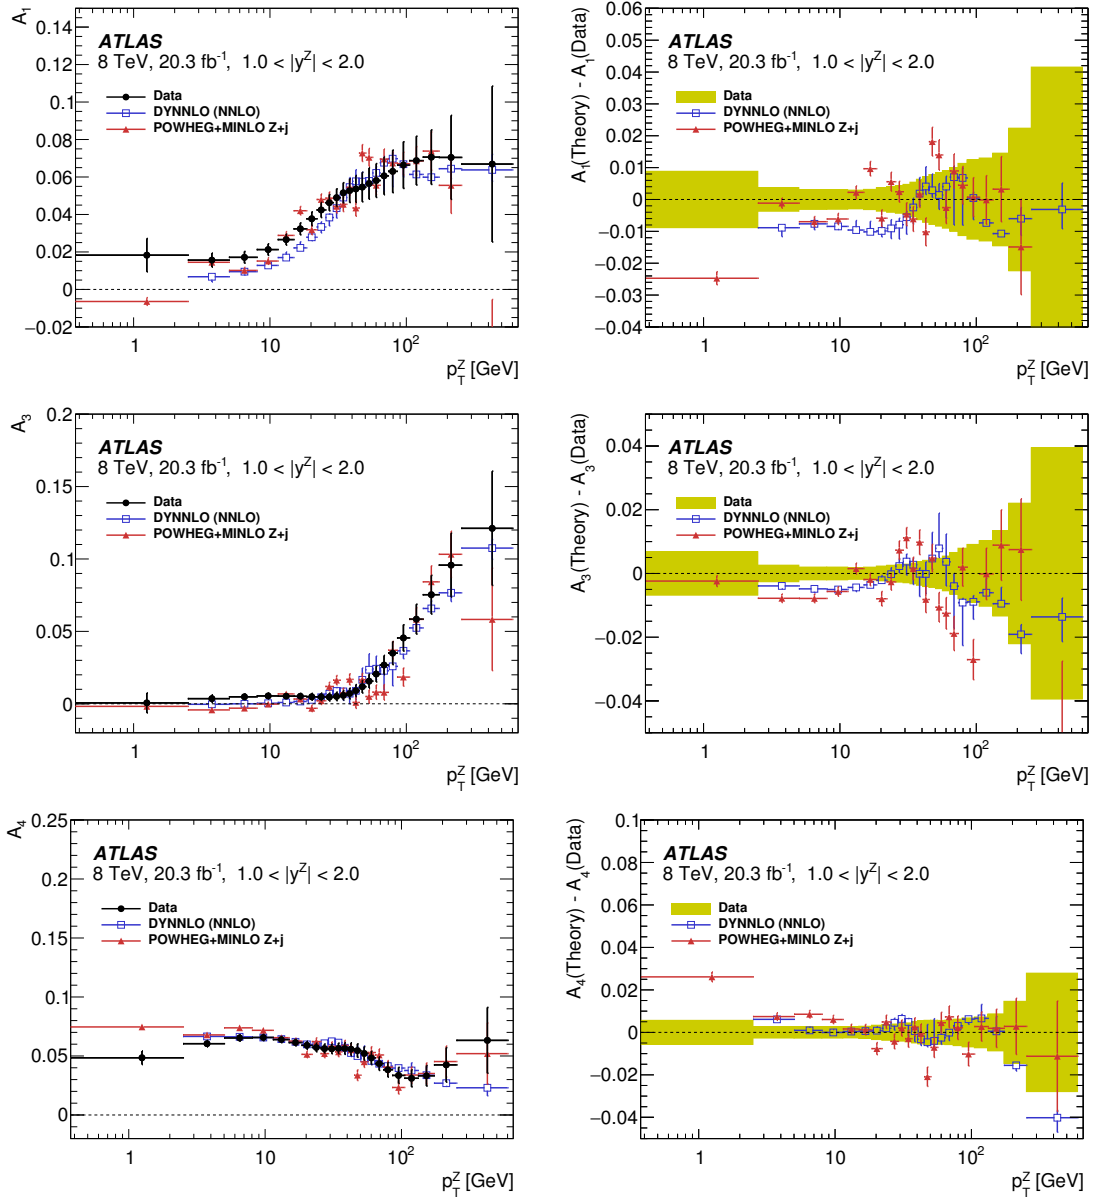 A₁
0.14
0.12
0.1
0.08
0.06
0.04
0.02
0
−0.02
ATLAS
8 TeV, 20.3 fb⁻¹, 1.0 < |yᶻ| < 2.0
Data
DYNNLO (NNLO)
POWHEG+MINLO Z+j
1 10 10²
p_T^Z [GeV]
A₁(Theory) - A₁(Data)
0.06
0.05
0.04
0.03
0.02
0.01
0
−0.01
−0.02
−0.03
−0.04
ATLAS
8 TeV, 20.3 fb⁻¹, 1.0 < |yᶻ| < 2.0
Data
DYNNLO (NNLO)
POWHEG+MINLO Z+j
1 10 10²
p_T^Z [GeV]
A₃
0.2
0.15
0.1
0.05
0
ATLAS
8 TeV, 20.3 fb⁻¹, 1.0 < |yᶻ| < 2.0
Data
DYNNLO (NNLO)
POWHEG+MINLO Z+j
1 10 10²
p_T^Z [GeV]
A₃(Theory) - A₃(Data)
0.04
0.02
0
−0.02
−0.04
ATLAS
8 TeV, 20.3 fb⁻¹, 1.0 < |yᶻ| < 2.0
Data
DYNNLO (NNLO)
POWHEG+MINLO Z+j
1 10 10²
p_T^Z [GeV]
A₄
0.25
0.2
0.15
0.1
0.05
0
ATLAS
8 TeV, 20.3 fb⁻¹, 1.0 < |yᶻ| < 2.0
Data
DYNNLO (NNLO)
POWHEG+MINLO Z+j
1 10 10²
p_T^Z [GeV]
A₄(Theory) - A₄(Data)
0.1
0.08
0.06
0.04
0.02
0
−0.02
−0.04
ATLAS
8 TeV, 20.3 fb⁻¹, 1.0 < |yᶻ| < 2.0
Data
DYNNLO (NNLO)
POWHEG+MINLO Z+j
1 10 10²
p_T^Z [GeV]